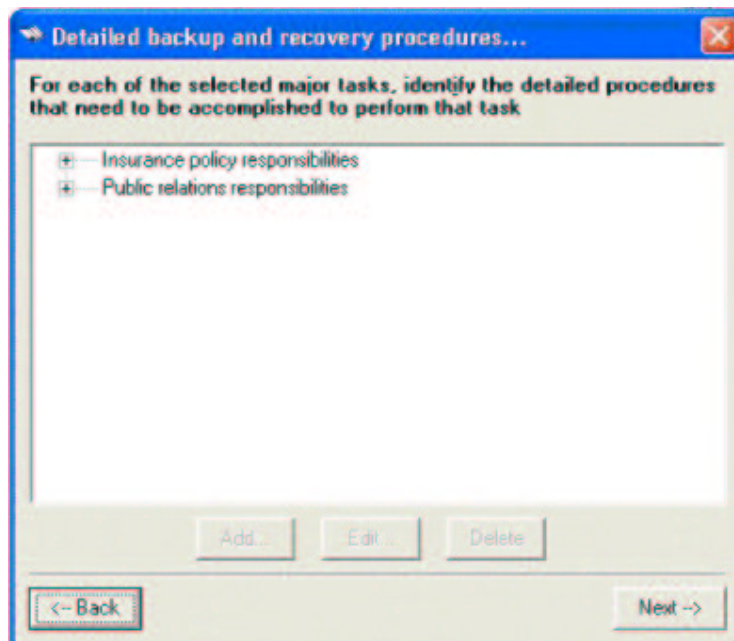 Detailed backup and recovery procedures...
For each of the selected major tasks, identify the detailed procedures
that need to be accomplished to perform that task
Insurance policy responsibilities
Public relations responsibilities
Add... Edit... Delete
<-- Back Next -->